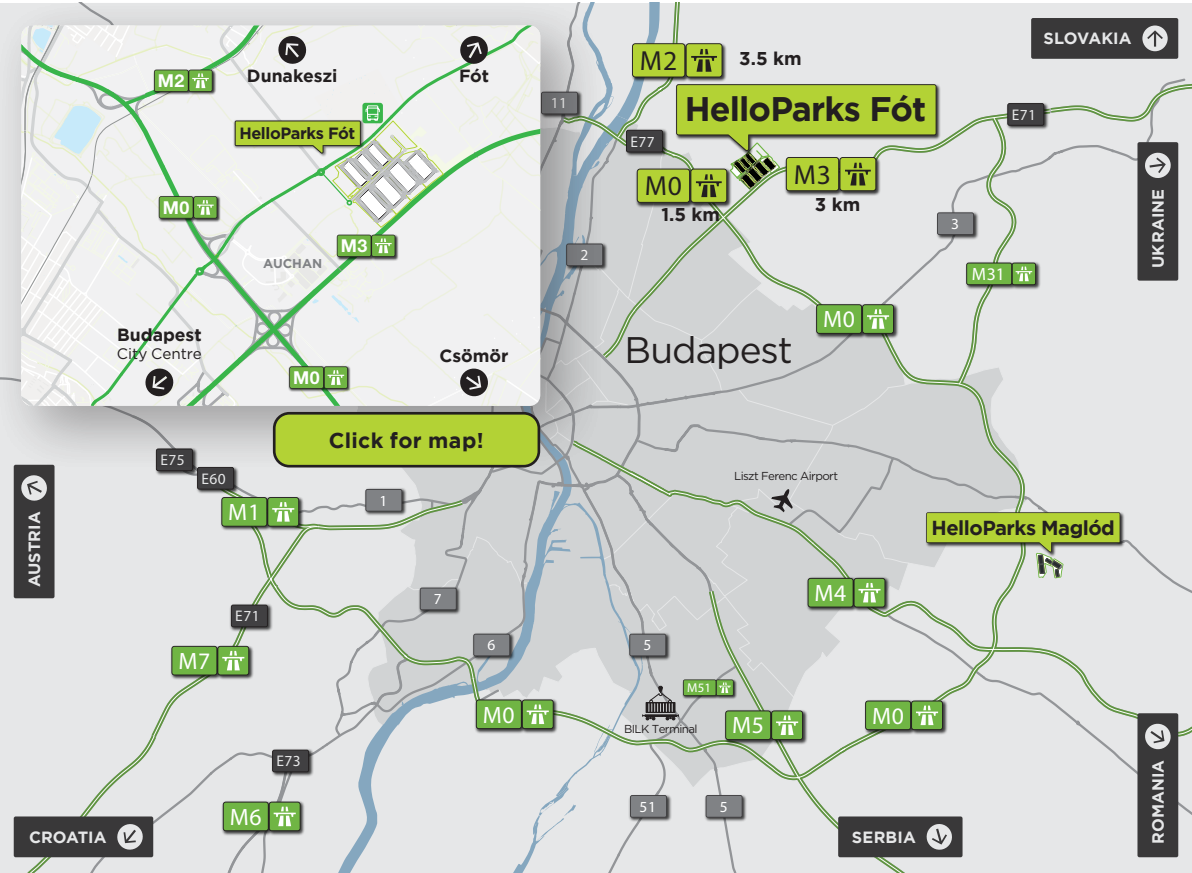 M2
Dunakeszi
Fót
HelloParks Fót
M0
M3
AUCHAN
Budapest
City Centre
Csömör
M0
Click for map!
SLOVAKIA
M2
3.5 km
HelloParks Fót
11
E77
E71
M0
1.5 km
M3
3 km
UKRAINE
3
2
M31
M0
Budapest
E75
E60
Liszt Ferenc Airport
M1
1
AUSTRIA
HelloParks Maglód
7
M4
E71
6
5
M7
M51
M0
BILK Terminal
M5
M0
E73
ROMANIA
51
5
M6
CROATIA
SERBIA